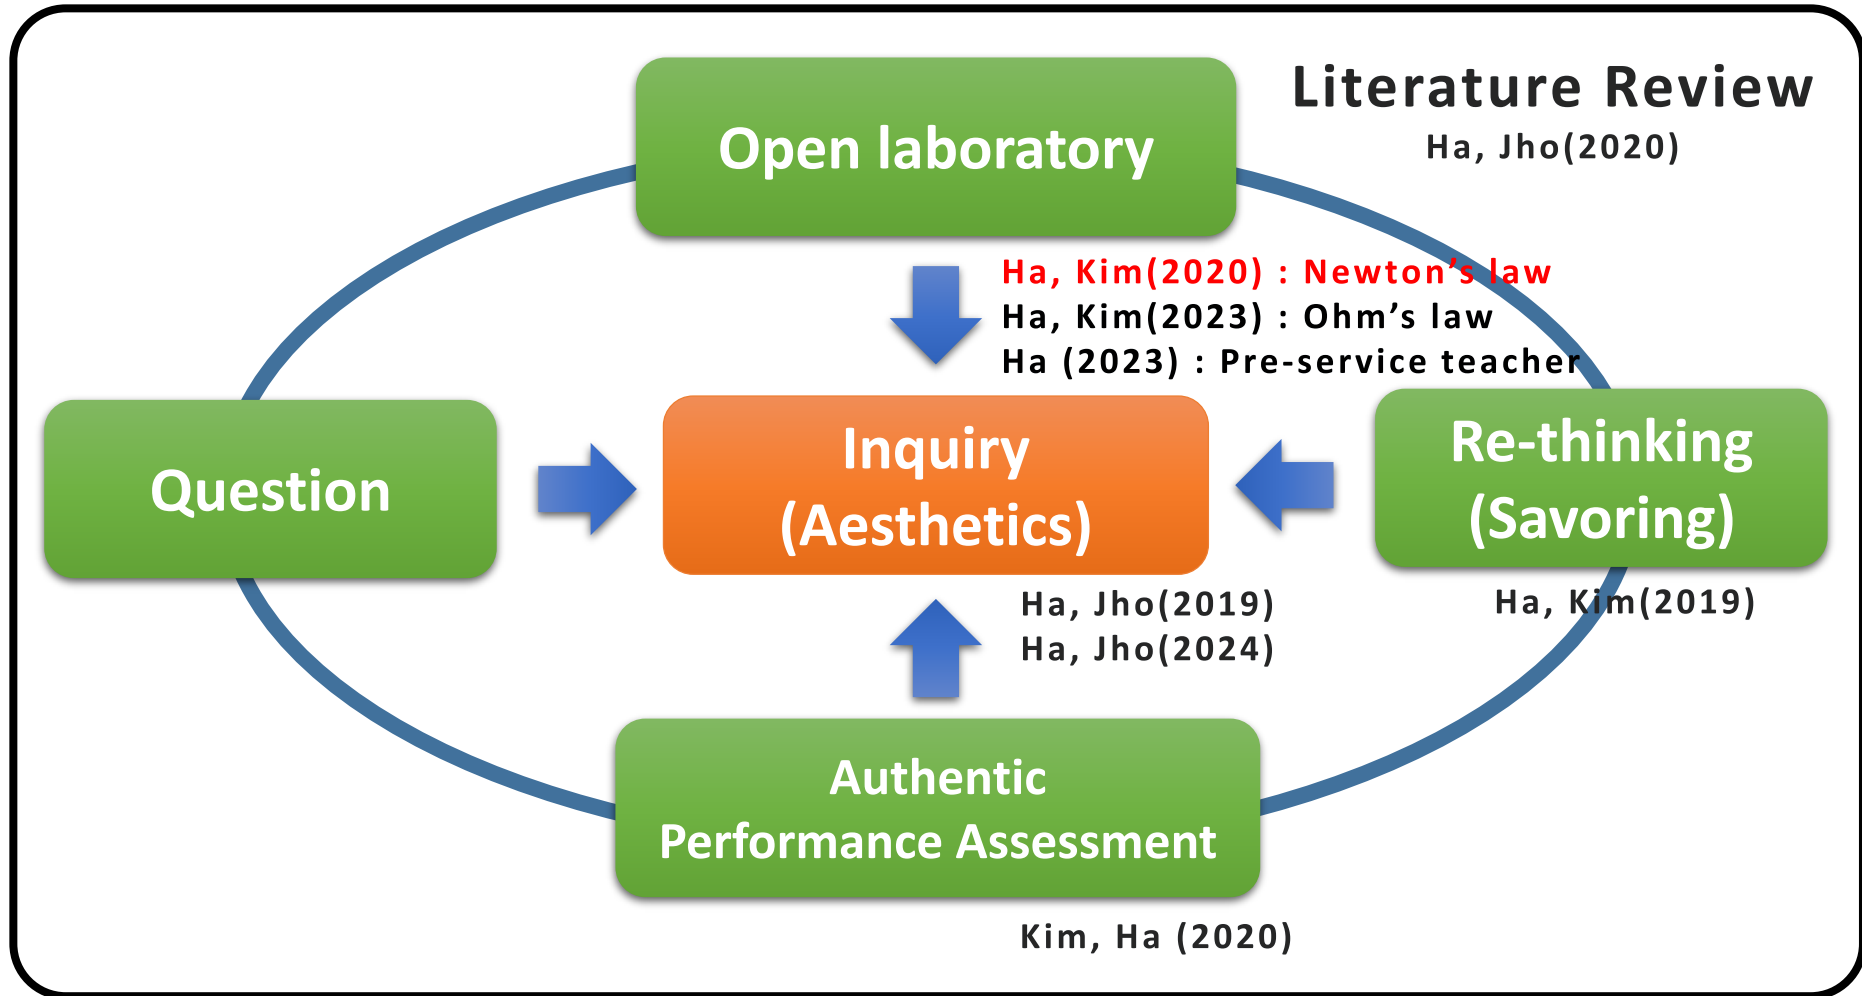 Literature Review
Ha, Jho(2020)
Open laboratory
Ha, Kim(2020) : Newton's law
Ha, Kim(2023) : Ohm's law
Ha (2023) : Pre-service teacher
Question
Inquiry
(Aesthetics)
Re-thinking
(Savoring)
Ha, Jho(2019)
Ha, Jho(2024)
Ha, Kim(2019)
Authentic
Performance Assessment
Kim, Ha (2020)